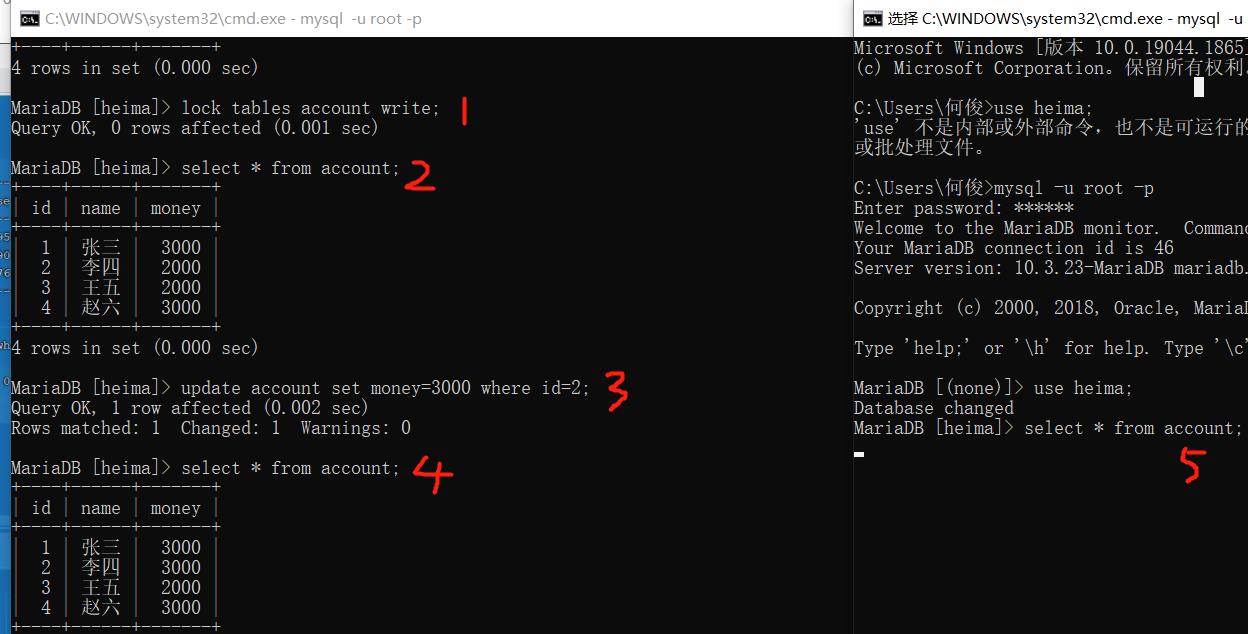 C:\WINDOWS\system32\cmd.exe - mysql -u root -p
+----+------+-------+
4 rows in set (0.000 sec)
MariaDB [heima]> lock tables account write; 1
Query OK, 0 rows affected (0.001 sec)
MariaDB [heima]> select * from account; 2
+----+------+-------+
| id | name | money |
+----+------+-------+
| 1 | 张三 | 3000 |
| 2 | 李四 | 2000 |
| 3 | 王五 | 2000 |
| 4 | 赵六 | 3000 |
+----+------+-------+
4 rows in set (0.000 sec)
MariaDB [heima]> update account set money=3000 where id=2; 3
Query OK, 1 row affected (0.002 sec)
Rows matched: 1 Changed: 1 Warnings: 0
MariaDB [heima]> select * from account; 4
+----+------+-------+
| id | name | money |
+----+------+-------+
| 1 | 张三 | 3000 |
| 2 | 李四 | 3000 |
| 3 | 王五 | 2000 |
| 4 | 赵六 | 3000 |
+----+------+-------+
选择 C:\WINDOWS\system32\cmd.exe - mysql -u
Microsoft Windows [版本 10.0.19044.1865]
(c) Microsoft Corporation。保留所有权利。
C:\Users\何俊>use heima;
'use' 不是内部或外部命令，也不是可运行的
或批处理文件。
C:\Users\何俊>mysql -u root -p
Enter password: ******
Welcome to the MariaDB monitor. Comman
Your MariaDB connection id is 46
Server version: 10.3.23-MariaDB mariadb.
Copyright (c) 2000, 2018, Oracle, Maria
Type 'help;' or '\h' for help. Type '\c'
MariaDB [(none)]> use heima;
Database changed
MariaDB [heima]> select * from account;
5